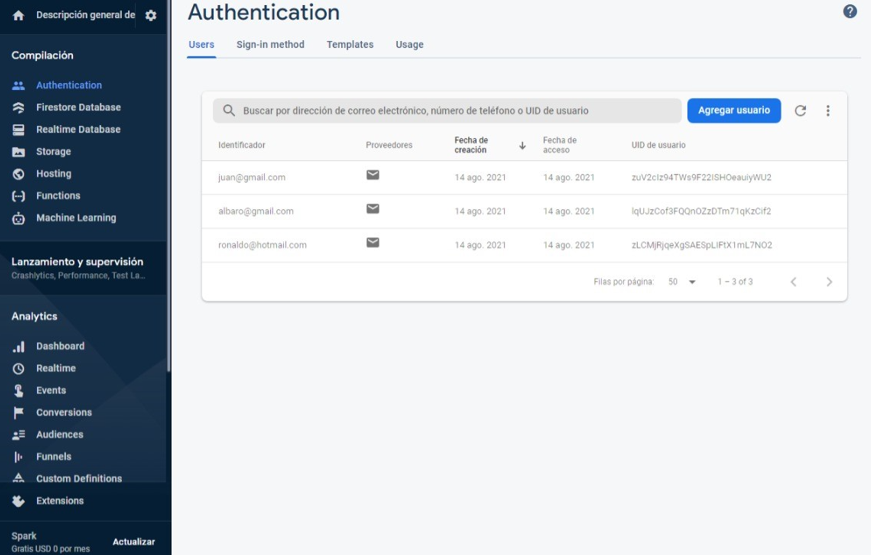 Descripción general de
Authentication
Users Sign-in method Templates Usage
Compilación
Authentication
Firestore Database
Realtime Database
Storage
Hosting
Functions
Machine Learning
Lanzamiento y supervisión
Crashlytics, Performance, Test La...
Analytics
Dashboard
Realtime
Events
Conversions
Audiences
Funnels
Custom Definitions
Extensions
Spark
Gratis USD 0 por mes
Actualizar
Buscar por dirección de correo electrónico, número de teléfono o UID de usuario
Agregar usuario
Identificador Proveedores Fecha de creación Fecha de acceso UID de usuario
juan@gmail.com 14 ago. 2021 14 ago. 2021
albaro@gmail.com 14 ago. 2021 14 ago. 2021
ronaldo@hotmail.com 14 ago. 2021 14 ago. 2021
Filas por página: 50 1 – 3 of 3